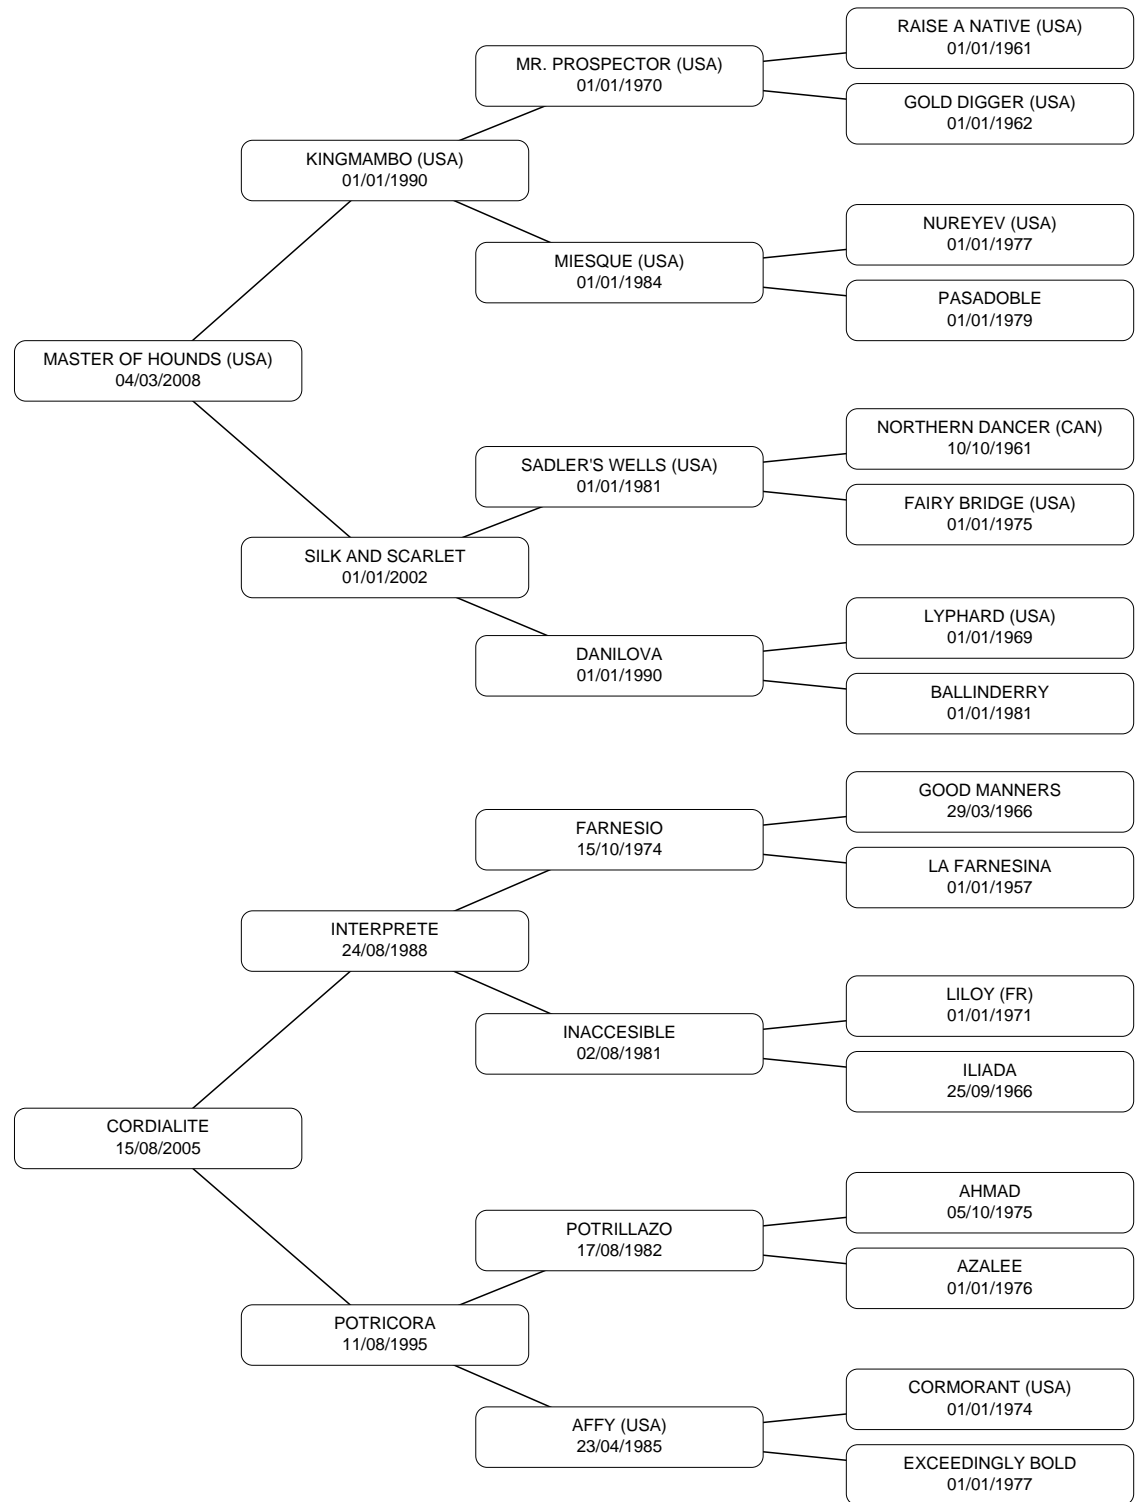 RAISE A NATIVE (USA)
01/01/1961
MR. PROSPECTOR (USA)
01/01/1970
GOLD DIGGER (USA)
01/01/1962
KINGMAMBO (USA)
01/01/1990
NUREYEV (USA)
01/01/1977
MIESQUE (USA)
01/01/1984
PASADOBLE
01/01/1979
MASTER OF HOUNDS (USA)
04/03/2008
NORTHERN DANCER (CAN)
10/10/1961
SADLER'S WELLS (USA)
01/01/1981
FAIRY BRIDGE (USA)
01/01/1975
SILK AND SCARLET
01/01/2002
LYPHARD (USA)
01/01/1969
DANILOVA
01/01/1990
BALLINDERRY
01/01/1981
GOOD MANNERS
29/03/1966
FARNESIO
15/10/1974
LA FARNESINA
01/01/1957
INTERPRETE
24/08/1988
LILOY (FR)
01/01/1971
INACCESIBLE
02/08/1981
ILIADA
25/09/1966
CORDIALITE
15/08/2005
AHMAD
05/10/1975
POTRILLAZO
17/08/1982
AZALEE
01/01/1976
POTRICORA
11/08/1995
CORMORANT (USA)
01/01/1974
AFFY (USA)
23/04/1985
EXCEEDINGLY BOLD
01/01/1977